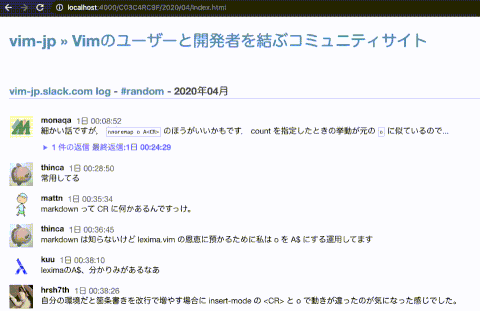 localhost:4000/C03C4RC8F/2020/04/index.html
vim-jp » Vimのユーザーと開発者を結ぶコミュニティサイト
vim-jp.slack.com log - #random - 2020年04月
monaqa 1日 00:08:52
細かい話ですが, nnoremap o A<CR> のほうがいいかもです. count を指定したときの挙動が元の o に似ているので...
▶ 1 件の返信 最終返信:1日 00:24:29
thinca 1日 00:28:50
常用してる
mattn 1日 00:35:34
markdown って CR に何かあるんですっけ。
thinca 1日 00:36:45
markdown は知らないけど lexima.vim の恩恵に預かるために私は o を A$ にする運用してます
kuu 1日 00:38:10
leximaのA$、分かりみがあるなあ
hrsh7th 1日 00:38:26
自分の環境だと箇条書きを改行で増やす場合に insert-mode の <CR> と o で動きが違ったのが気になった感じでした。